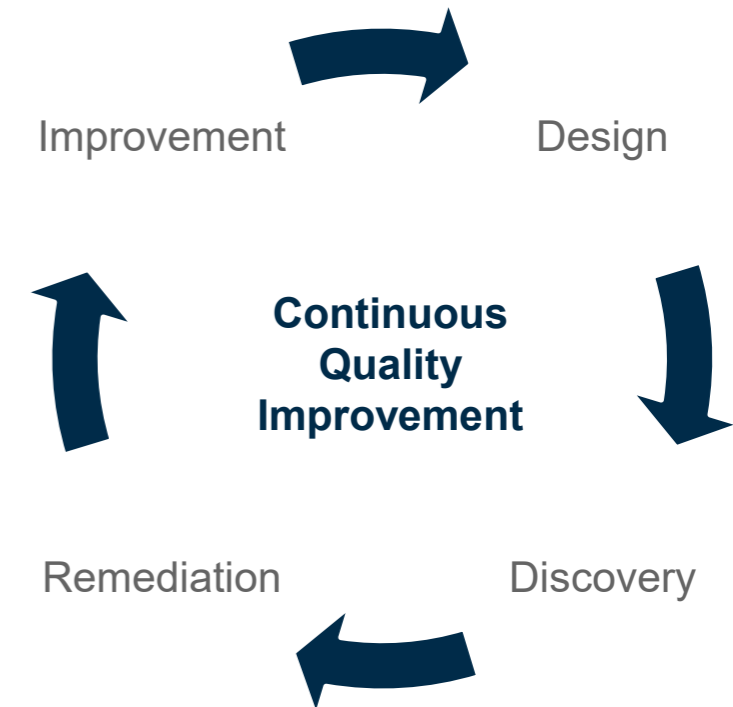 Improvement
Design
Continuous
Quality
Improvement
Remediation
Discovery